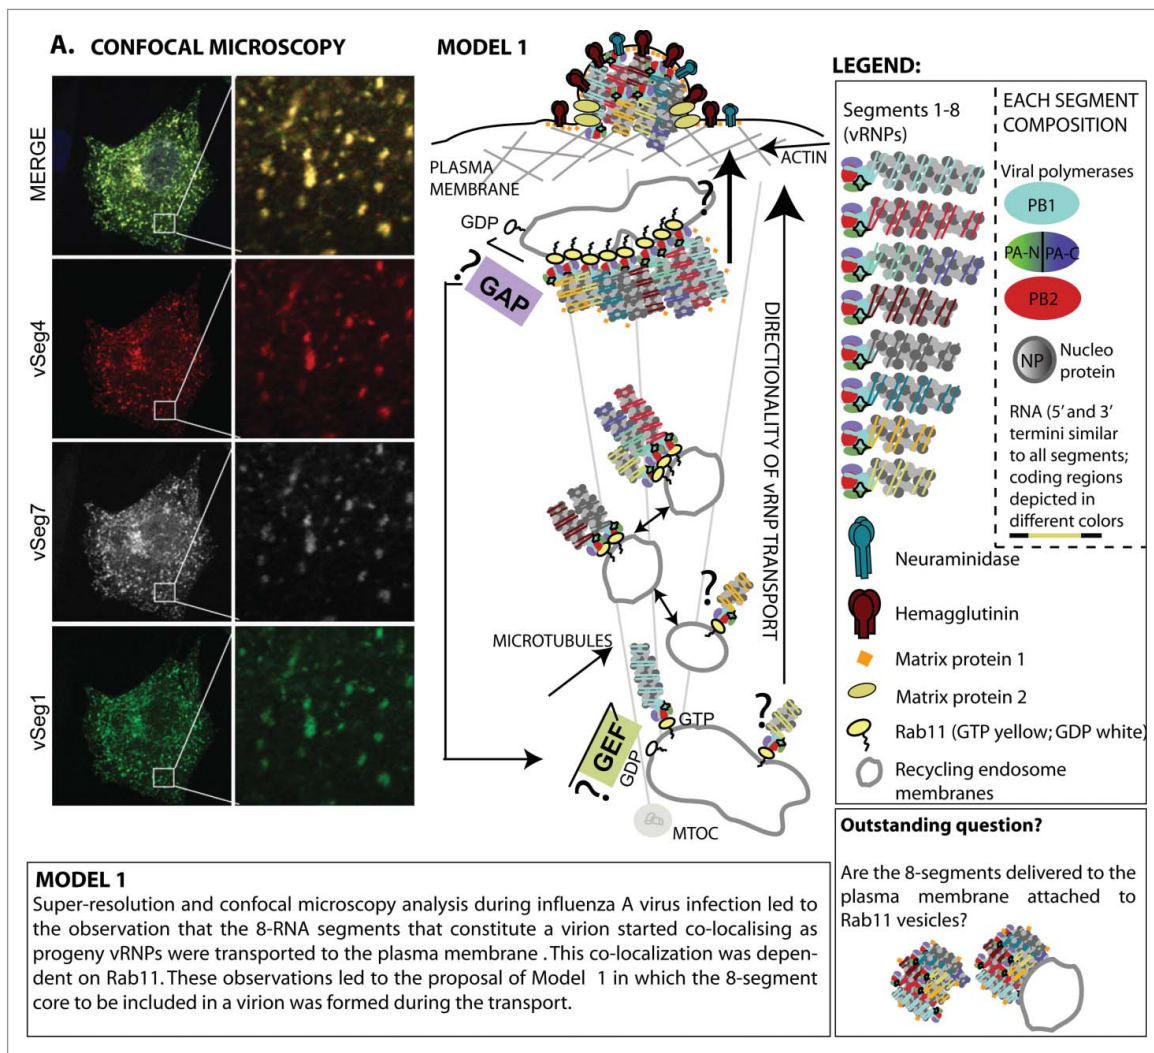 A. CONFOCAL MICROSCOPY
MERGE
vSeg4
vSeg7
vSeg1
MODEL 1
PLASMA
MEMBRANE
ACTIN
GDP
?
?
GAP
DIRECTIONALITY OF vRNP TRANSPORT
?
MICROTUBULES
GTP
?
GEF
GDP
?
MTOC
LEGEND:
Segments 1-8
(vRNPs)
EACH SEGMENT
COMPOSITION
Viral polymerases
PB1
PA-N PA-C
PB2
NP
Nucleo
protein
RNA (5' and 3'
termini similar
to all segments;
coding regions
depicted in
different colors
Neuraminidase
Hemagglutinin
Matrix protein 1
Matrix protein 2
Rab11 (GTP yellow; GDP white)
Recycling endosome
membranes
MODEL 1
Super-resolution and confocal microscopy analysis during influenza A virus infection led to
the observation that the 8-RNA segments that constitute a virion started co-localising as
progeny vRNPs were transported to the plasma membrane . This co-localization was depen-
dent on Rab11. These observations led to the proposal of Model 1 in which the 8-segment
core to be included in a virion was formed during the transport.
Outstanding question?
Are the 8-segments delivered to the
plasma membrane attached to
Rab11 vesicles?